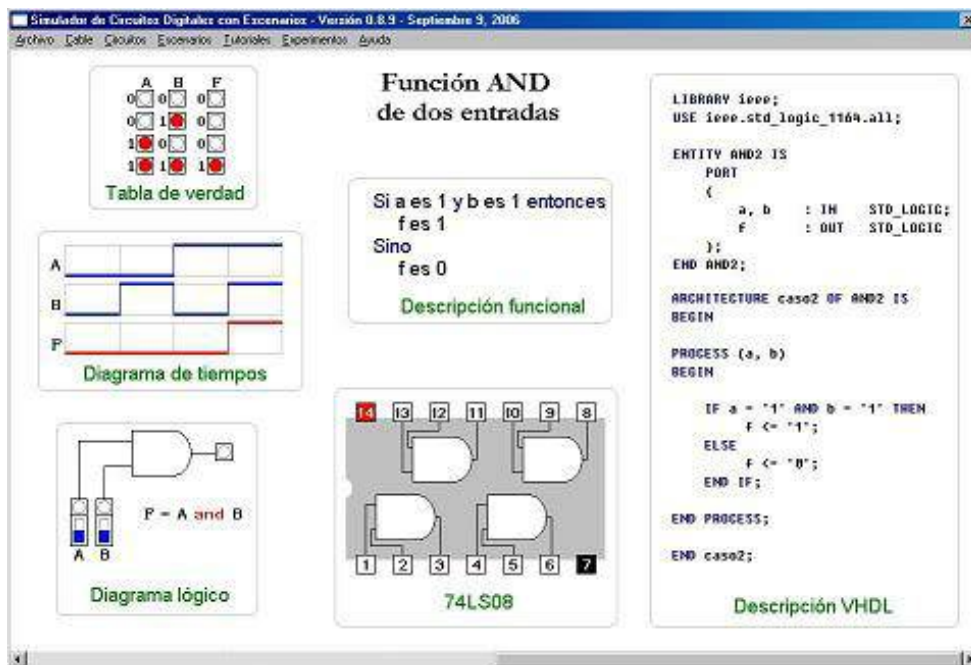 Simulador de Circuitos Digitales con Escenarios - Versión 0.8.9 - Septiembre 9, 2006
Archivo Cable Circuitos Escenarios Tutoriales Experimentos Ayuda
A B F
0 0 0
0 1 0
1 0 0
1 1 1
Tabla de verdad
A
B
F
Diagrama de tiempos
A B
F = A and B
Diagrama lógico
Función AND
de dos entradas
Si a es 1 y b es 1 entonces
f es 1
Sino
f es 0
Descripción funcional
14 13 12 11 10 9 8
1 2 3 4 5 6 7
74LS08
LIBRARY ieee;
USE ieee.std_logic_1164.all;
ENTITY AND2 IS
PORT
(
a, b : IN STD_LOGIC;
f : OUT STD_LOGIC
);
END AND2;
ARCHITECTURE caso2 OF AND2 IS
BEGIN
PROCESS (a, b)
BEGIN
IF a = '1' AND b = '1' THEN
f <= '1';
ELSE
f <= '0';
END IF;
END PROCESS;
END caso2;
Descripción VHDL